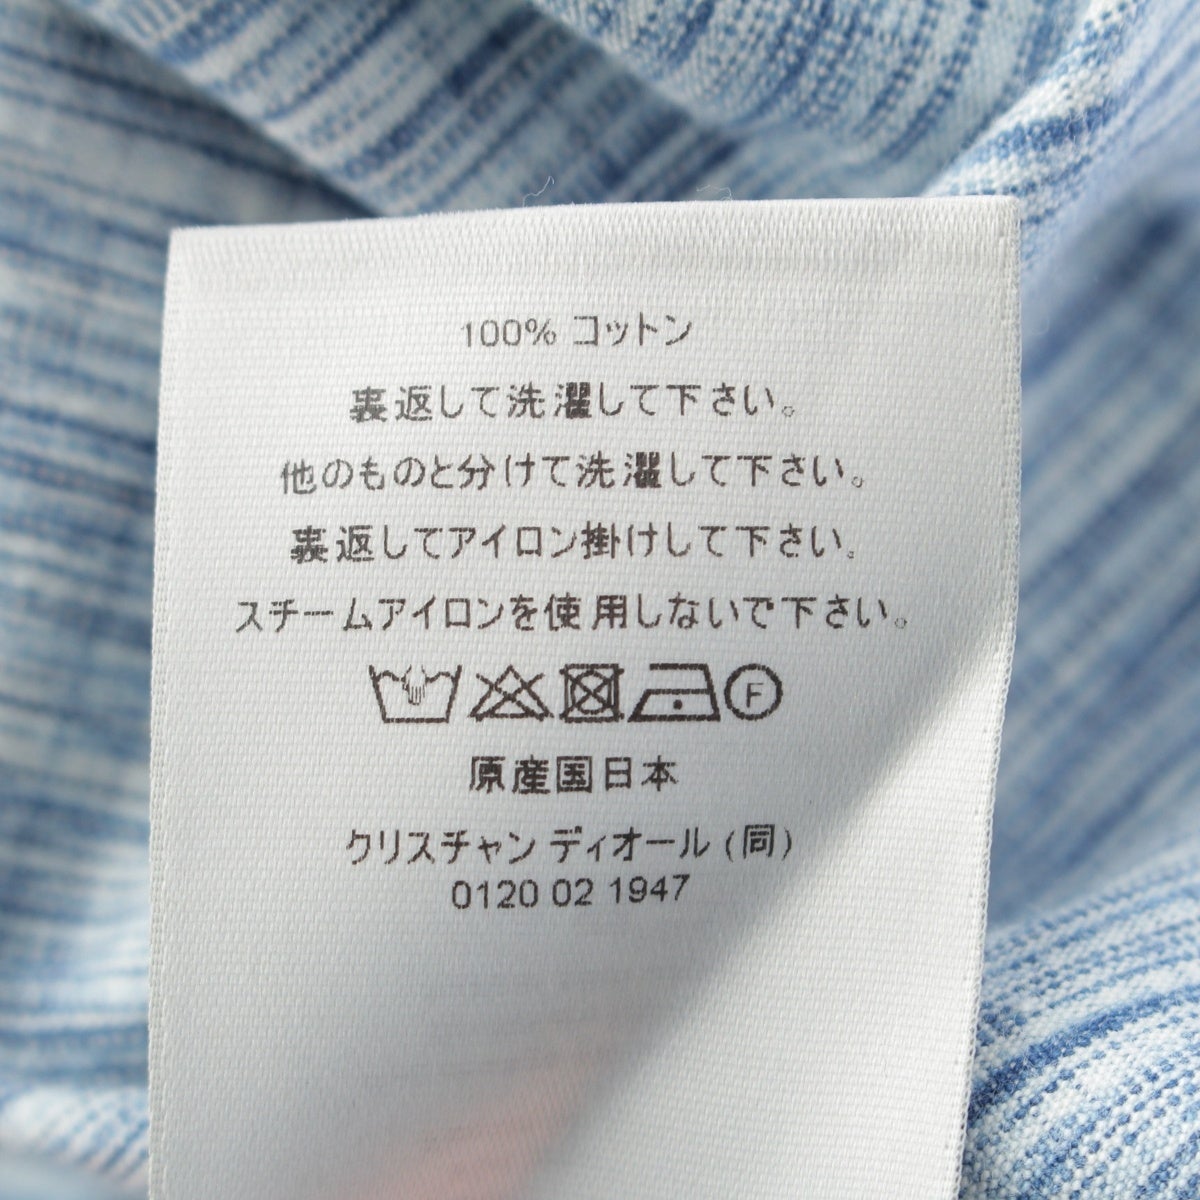 100% コットン
裏返して洗濯して下さい。
他のものと分けて洗濯して下さい。
裏返してアイロン掛けして下さい。
スチームアイロンを使用しないで下さい。
F
原産国日本
クリスチャン ディオール (同)
0120 02 1947